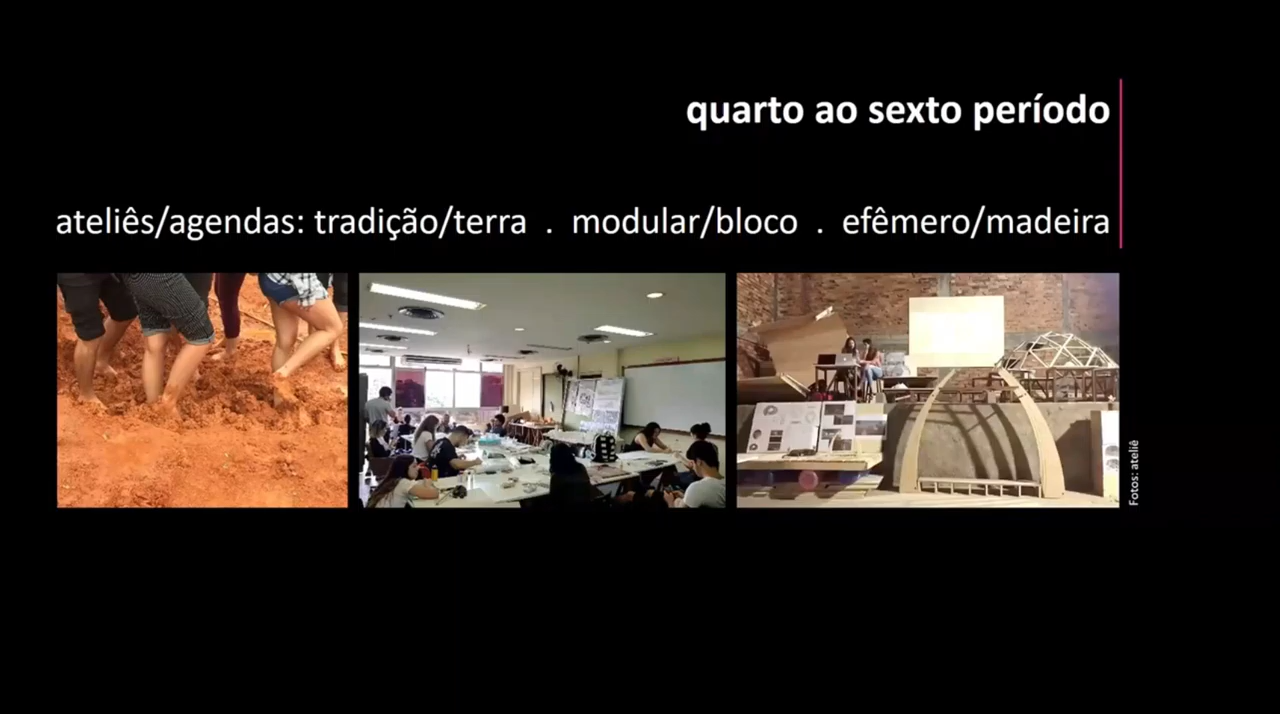 quarto ao sexto período
ateliês/agendas: tradição/terra . modular/bloco . efêmero/madeira
Fotos: ateliê